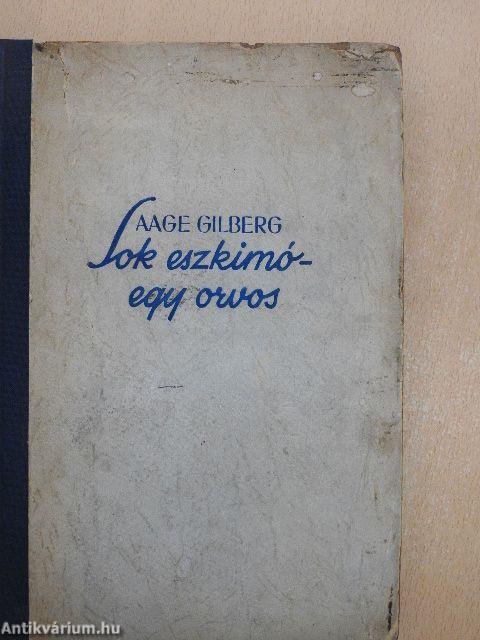 AAGE GILBERG
Sok eszkimó-
egy orvos
Antikvárium.hu